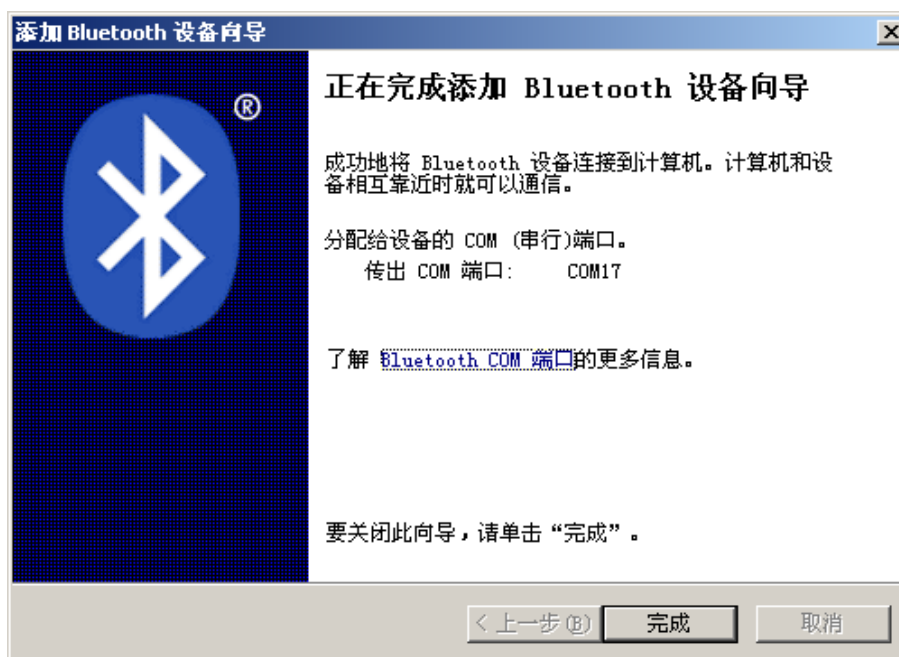 添加 Bluetooth 设备向导
®
正在完成添加 Bluetooth 设备向导
成功地将 Bluetooth 设备连接到计算机。计算机和设
备相互靠近时就可以通信。
分配给设备的 COM (串行)端口。
传出 COM 端口: COM17
了解 Bluetooth COM 端口的更多信息。
要关闭此向导，请单击“完成”。
< 上一步(B) 完成 取消